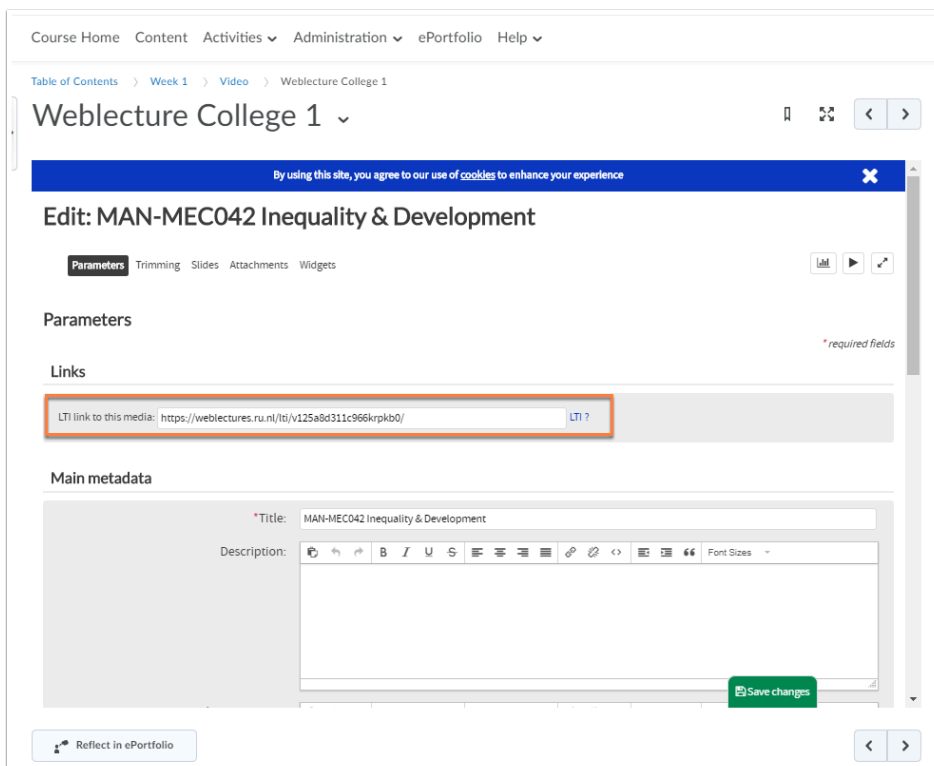 Course Home Content Activities Administration ePortfolio Help
Table of Contents Week 1 Video Weblecture College 1
Weblecture College 1
By using this site, you agree to our use of cookies to enhance your experience
Edit: MAN-MEC042 Inequality & Development
Parameters Trimming Slides Attachments Widgets
Parameters
* required fields
Links
LTI link to this media: https://weblectures.ru.nl/lti/v125a8d311c966krpkb0/ LTI ?
Main metadata
*Title: MAN-MEC042 Inequality & Development
Description: B I U S Font Sizes
Save changes
Reflect in ePortfolio